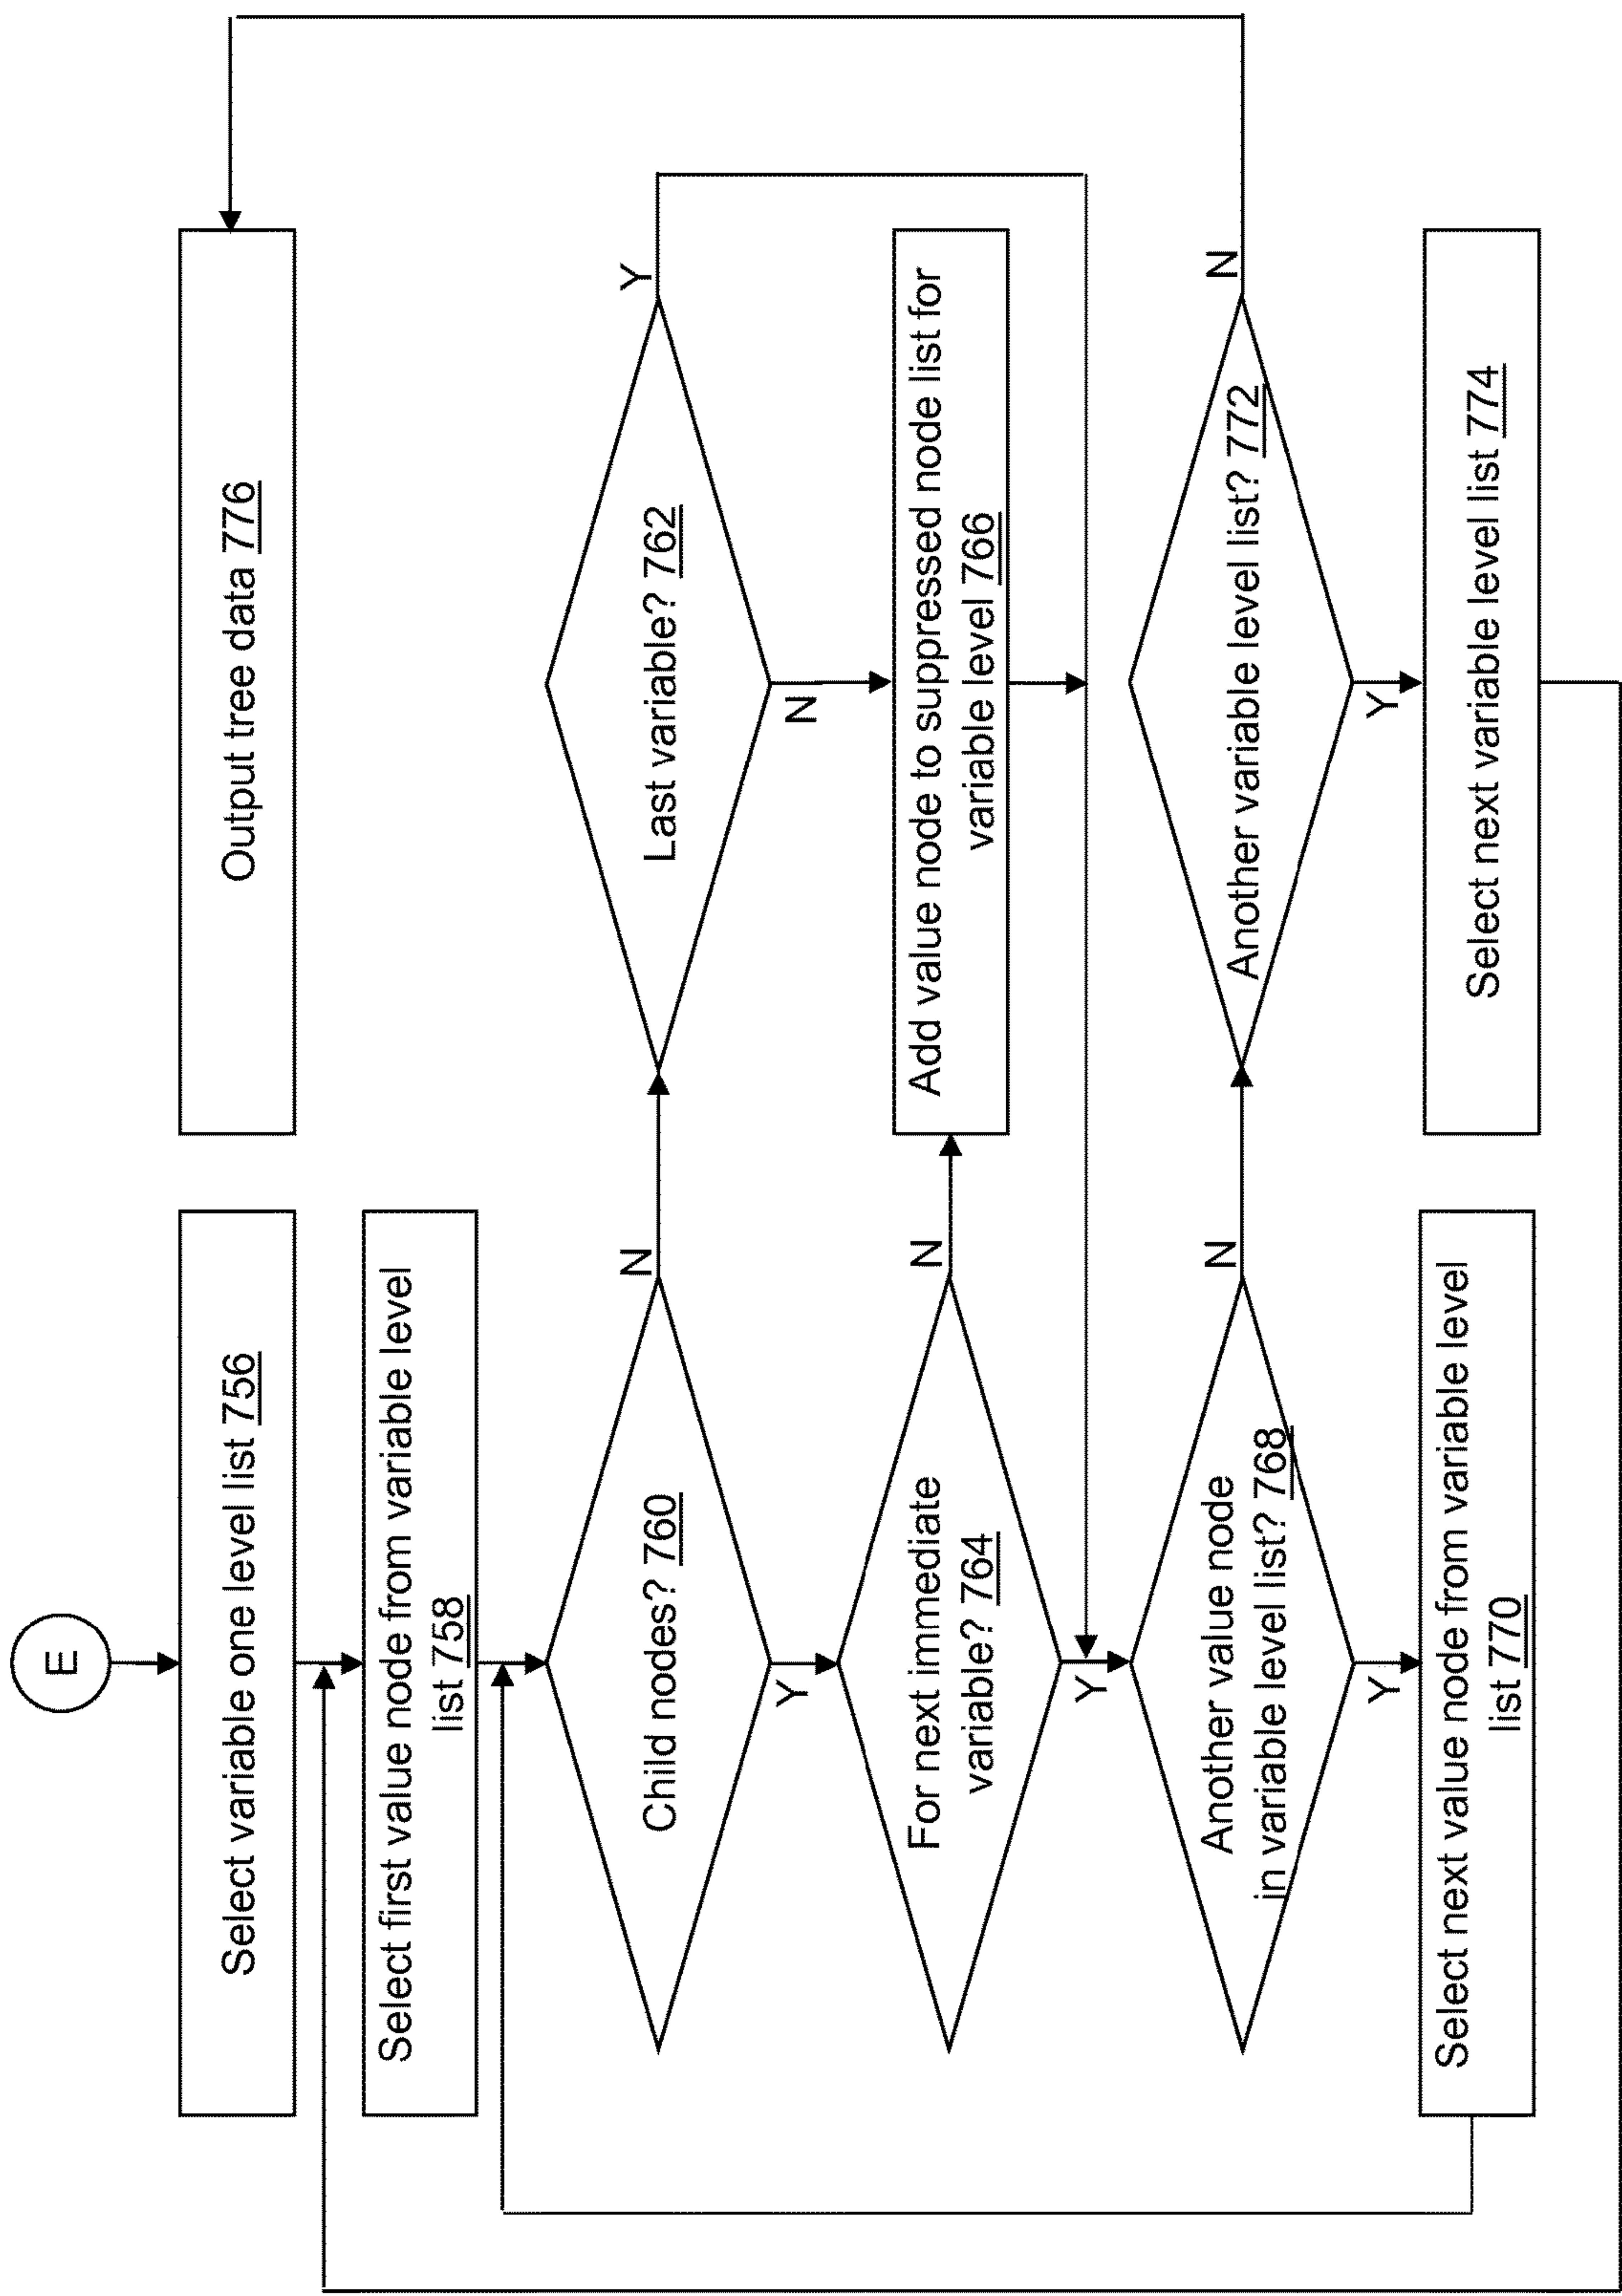 E
Select variable one level list 756
Output tree data 776
Select first value node from variable level
list 758
Child nodes? 760
N
Y
Last variable? 762
Y
N
For next immediate
variable? 764
N
Y
Add value node to suppressed node list for
variable level 766
Another value node
in variable level list? 768
N
Y
Another variable level list? 772
N
Y
Select next value node from variable level
list 770
Select next variable level list 774